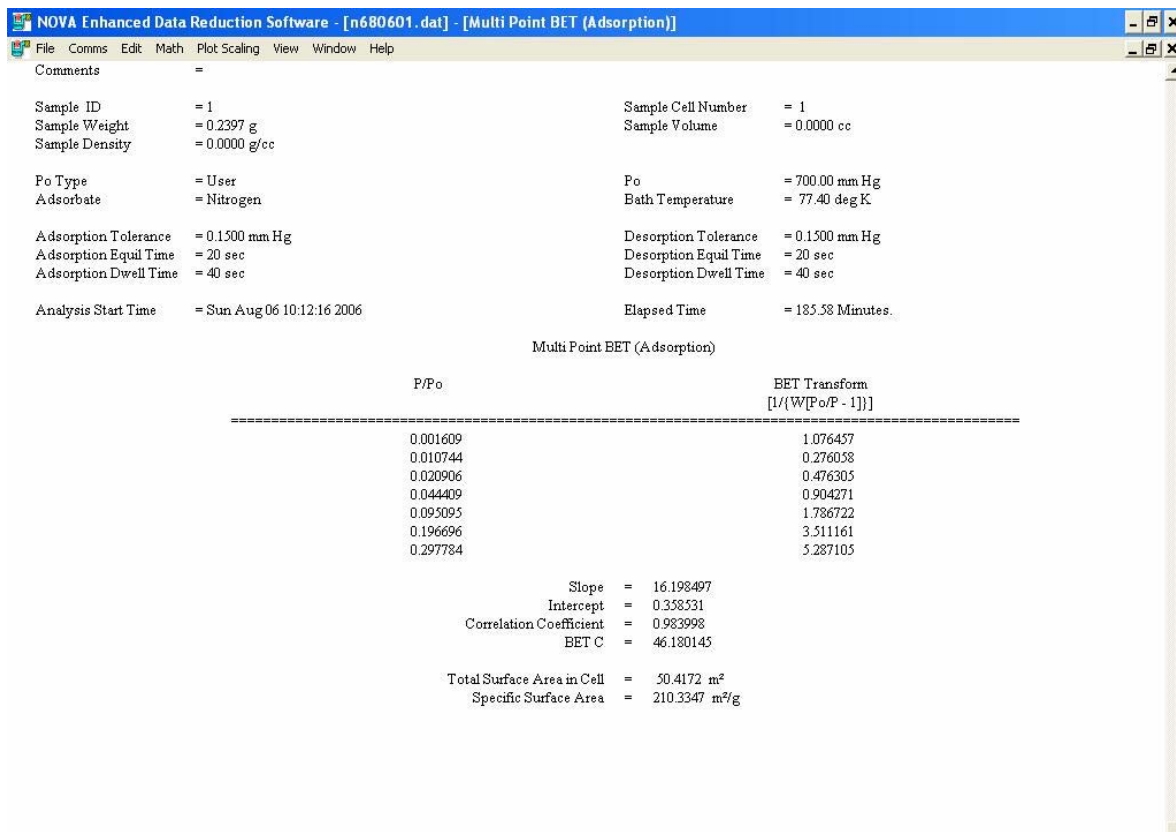 NOVA Enhanced Data Reduction Software - [n680601.dat] - [Multi Point BET (Adsorption)]
File Comms Edit Math Plot Scaling View Window Help
Comments =
Sample ID = 1 Sample Cell Number = 1
Sample Weight = 0.2397 g Sample Volume = 0.0000 cc
Sample Density = 0.0000 g/cc
Po Type = User Po = 700.00 mm Hg
Adsorbate = Nitrogen Bath Temperature = 77.40 deg K
Adsorption Tolerance = 0.1500 mm Hg Desorption Tolerance = 0.1500 mm Hg
Adsorption Equil Time = 20 sec Desorption Equil Time = 20 sec
Adsorption Dwell Time = 40 sec Desorption Dwell Time = 40 sec
Analysis Start Time = Sun Aug 06 10:12:16 2006 Elapsed Time = 185.58 Minutes.
Multi Point BET (Adsorption)
P/Po BET Transform
[1/{W[Po/P - 1]}]
0.001609 1.076457
0.010744 0.276058
0.020906 0.476305
0.044409 0.904271
0.095095 1.786722
0.196696 3.511161
0.297784 5.287105
Slope = 16.198497
Intercept = 0.358531
Correlation Coefficient = 0.983998
BET C = 46.180145
Total Surface Area in Cell = 50.4172 m²
Specific Surface Area = 210.3347 m²/g